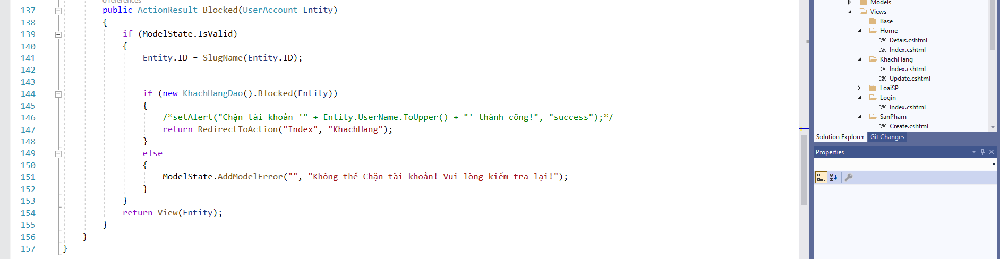 0 references
137 public ActionResult Blocked(UserAccount Entity)
138 {
139 if (ModelState.IsValid)
140 {
141 Entity.ID = SlugName(Entity.ID);
142
143
144 if (new KhachHangDao().Blocked(Entity))
145 {
146 /*setAlert("Chặn tài khoản '" + Entity.UserName.ToUpper() + "' thành công!", "success");*/
147 return RedirectToAction("Index", "KhachHang");
148 }
149 else
150 {
151 ModelState.AddModelError("", "Không thể Chặn tài khoản! Vui lòng kiểm tra lại!");
152 }
153 }
154 return View(Entity);
155 }
156 }
157 }
Models
Views
Base
Home
Detais.cshtml
Index.cshtml
KhachHang
Index.cshtml
Update.cshtml
LoaiSP
Login
Index.cshtml
SanPham
Create.cshtml
Solution Explorer Git Changes
Properties